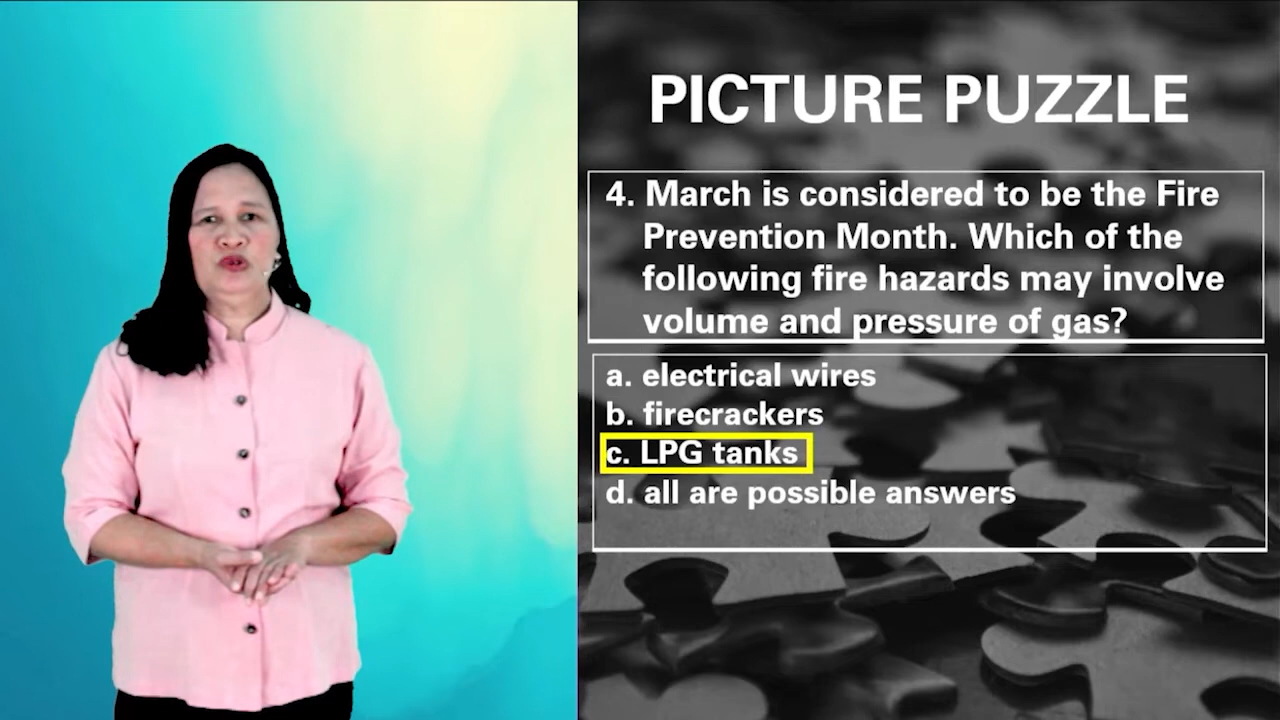 PICTURE PUZZLE
4. March is considered to be the Fire
Prevention Month. Which of the
following fire hazards may involve
volume and pressure of gas?
a. electrical wires
b. firecrackers
c. LPG tanks
d. all are possible answers